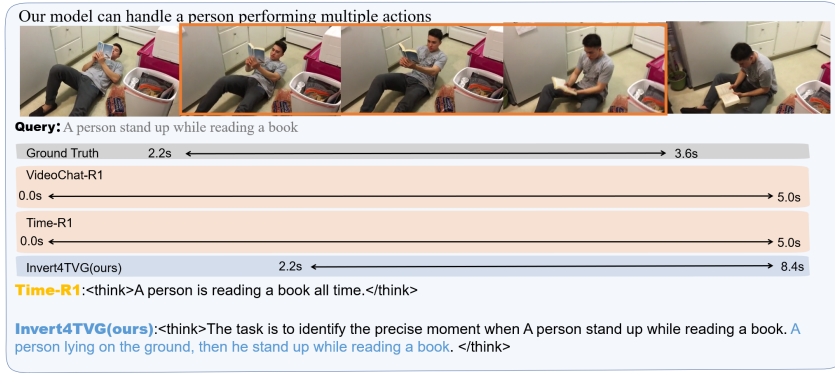 Our model can handle a person performing multiple actions
Query: A person stand up while reading a book
Ground Truth 2.2s 3.6s
VideoChat-R1
0.0s 5.0s
Time-R1
0.0s 5.0s
Invert4TVG(ours) 2.2s 8.4s
Time-R1:<think>A person is reading a book all time.</think>
Invert4TVG(ours):<think>The task is to identify the precise moment when A person stand up while reading a book. A
person lying on the ground, then he stand up while reading a book. </think>